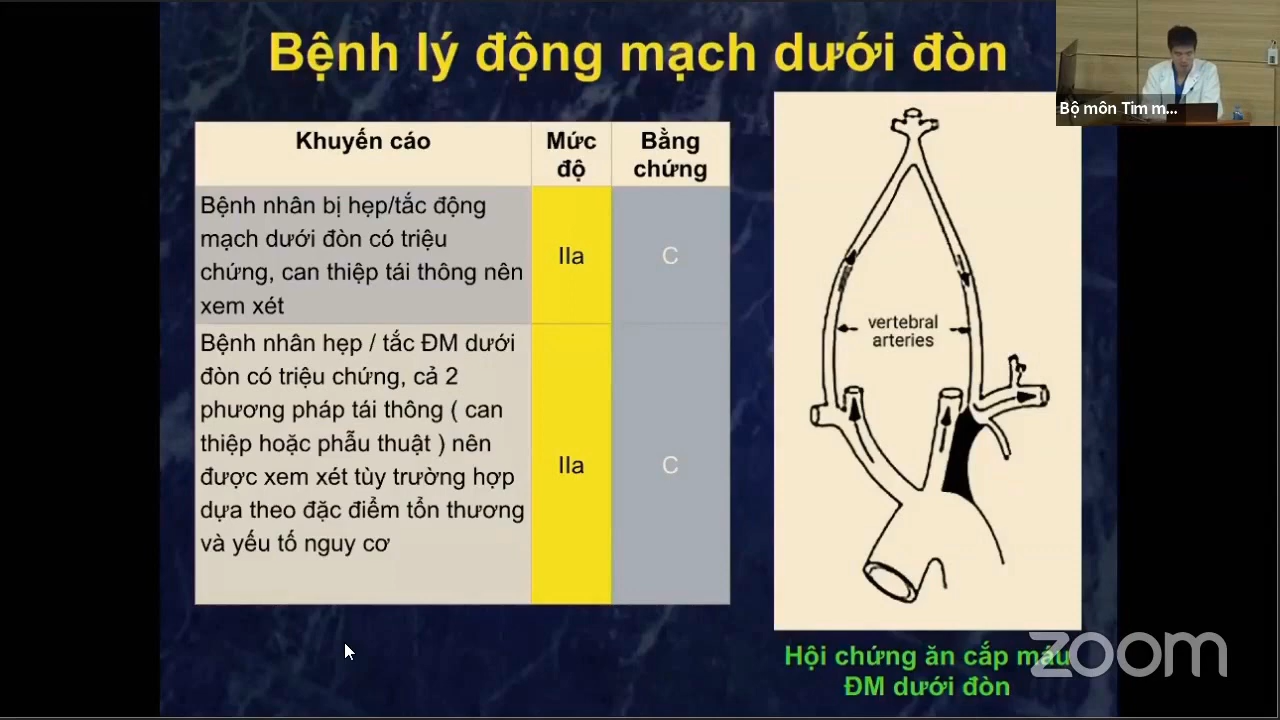 Bệnh lý động mạch dưới đòn
Bộ môn Tim m...
Khuyến cáo
Mức
độ
Bằng
chứng
Bệnh nhân bị hẹp/tắc động
mạch dưới đòn có triệu
chứng, can thiệp tái thông nên
xem xét
IIa
C
Bệnh nhân hẹp / tắc ĐM dưới
đòn có triệu chứng, cả 2
phương pháp tái thông ( can
thiệp hoặc phẫu thuật ) nên
được xem xét tùy trường hợp
dựa theo đặc điểm tổn thương
và yếu tố nguy cơ
IIa
C
vertebral
arteries
Hội chứng ăn cắp máu
ĐM dưới đòn
zoom